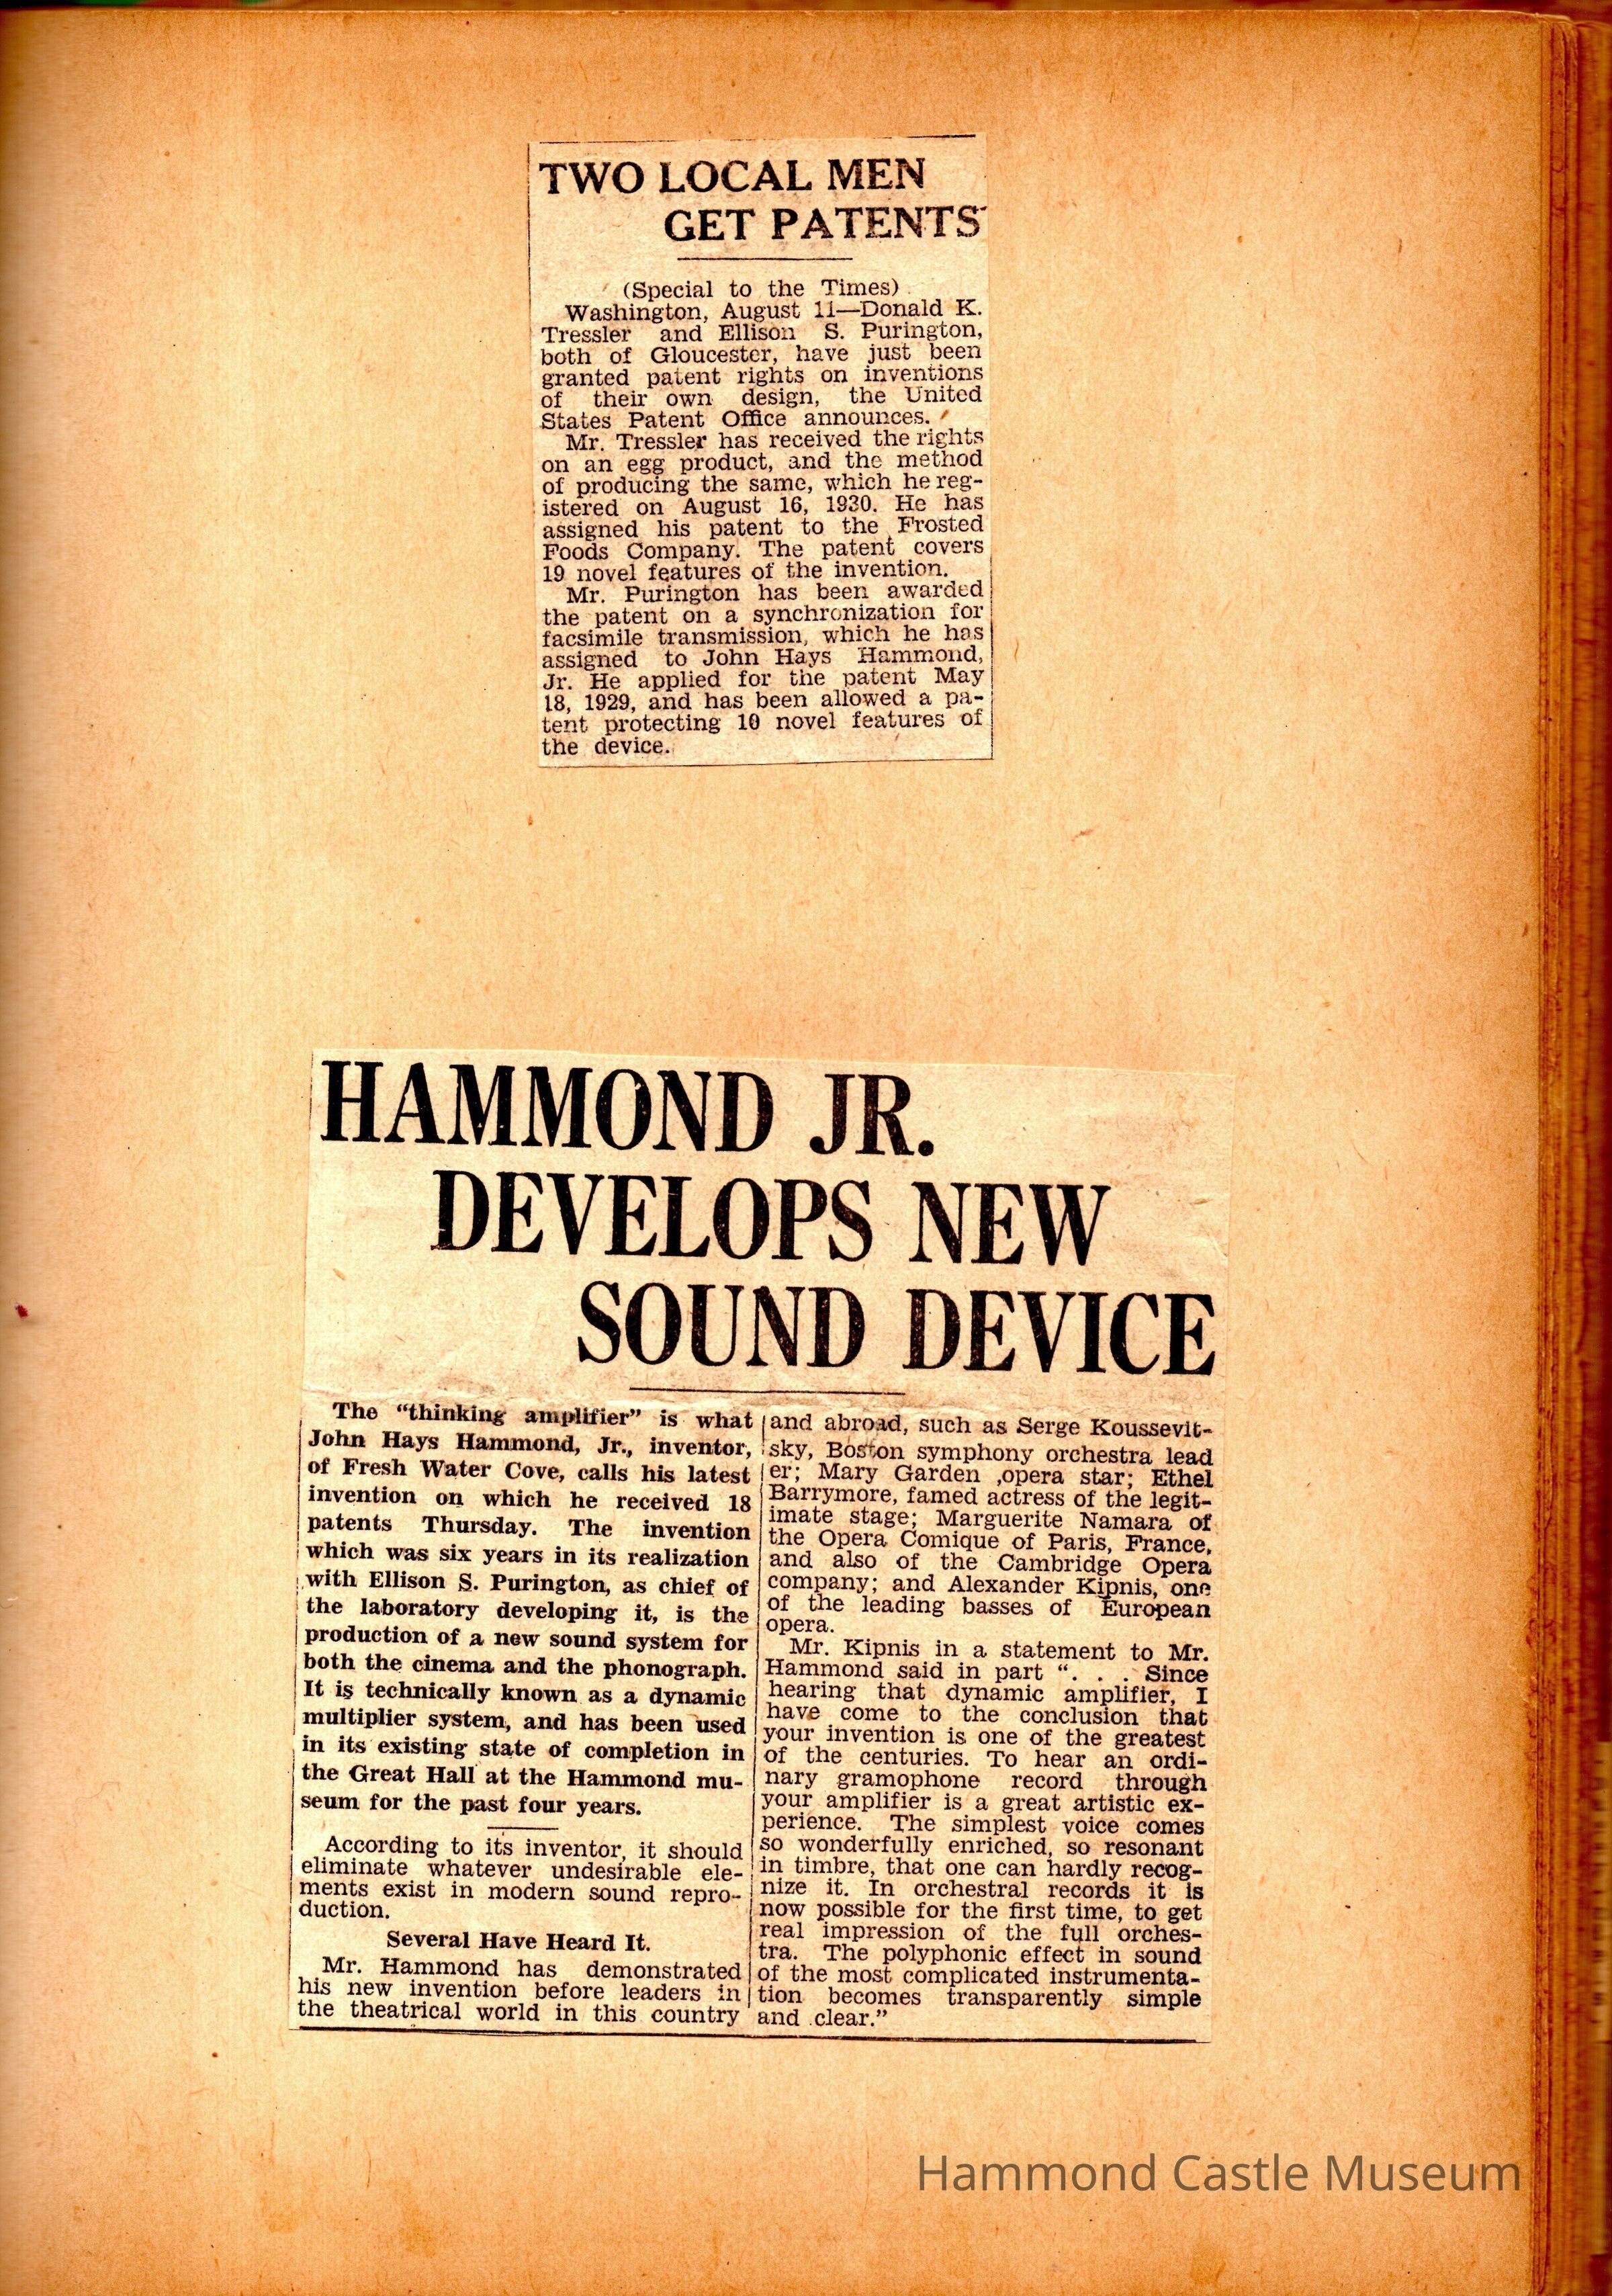 TWO LOCAL MEN
GET PATENTS
(Special to the Times)
Washington, August 11—Donald K.
Tressler and Ellison S. Purington,
both of Gloucester, have just been
granted patent rights on inventions
of their own design, the United
States Patent Office announces.
Mr. Tressler has received the rights
on an egg product, and the method
of producing the same, which he reg-
istered on August 16, 1930. He has
assigned his patent to the Frosted
Foods Company. The patent covers
19 novel features of the invention.
Mr. Purington has been awarded
the patent on a synchronization for
facsimile transmission, which he has
assigned to John Hays Hammond,
Jr. He applied for the patent May
18, 1929, and has been allowed a pa-
tent protecting 10 novel features of
the device.
HAMMOND JR.
DEVELOPS NEW
SOUND DEVICE
The "thinking amplifier" is what
John Hays Hammond, Jr., inventor,
of Fresh Water Cove, calls his latest
invention on which he received 18
patents Thursday. The invention
which was six years in its realization
with Ellison S. Purington, as chief of
the laboratory developing it, is the
production of a new sound system for
both the cinema and the phonograph.
It is technically known as a dynamic
multiplier system, and has been used
in its existing state of completion in
the Great Hall at the Hammond mu-
seum for the past four years.
According to its inventor, it should
eliminate whatever undesirable ele-
ments exist in modern sound repro-
duction.
Several Have Heard It.
Mr. Hammond has demonstrated
his new invention before leaders in
the theatrical world in this country
and abroad, such as Serge Koussevit-
sky, Boston symphony orchestra lead
er; Mary Garden ,opera star; Ethel
Barrymore, famed actress of the legit-
imate stage; Marguerite Namara of
the Opera Comique of Paris, France,
and also of the Cambridge Opera
company; and Alexander Kipnis, one
of the leading basses of European
opera.
Mr. Kipnis in a statement to Mr.
Hammond said in part ". . . Since
hearing that dynamic amplifier, I
have come to the conclusion that
your invention is one of the greatest
of the centuries. To hear an ordi-
nary gramophone record through
your amplifier is a great artistic ex-
perience. The simplest voice comes
so wonderfully enriched, so resonant
in timbre, that one can hardly recog-
nize it. In orchestral records it is
now possible for the first time, to get
real impression of the full orches-
tra. The polyphonic effect in sound
of the most complicated instrumenta-
tion becomes transparently simple
and clear."
Hammond Castle Museum